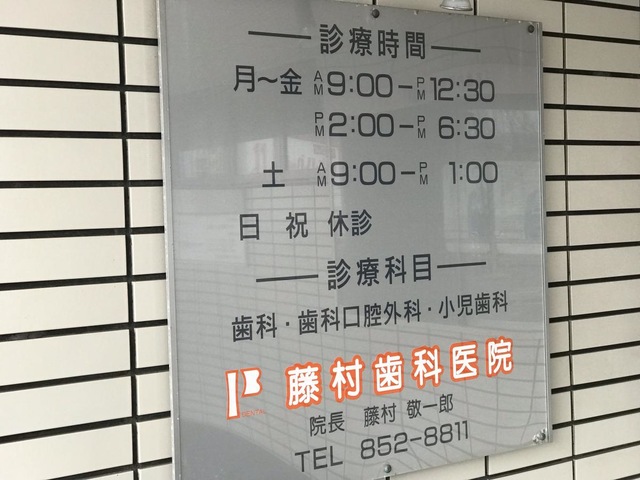 診療時間
月～金 AM9:00－PM12:30
PM2:00－PM6:30
土 AM9:00－PM1:00
日 祝 休診
診療科目
歯科・歯科口腔外科・小児歯科
藤村歯科医院
DENTAL
院長 藤村 敬一郎
TEL 852-8811